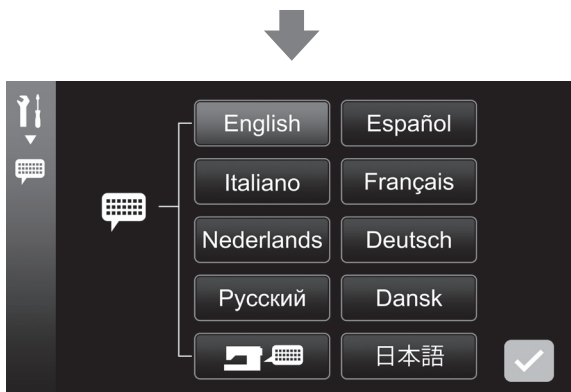 English Español
Italiano Français
Nederlands Deutsch
Русский Dansk
日本語